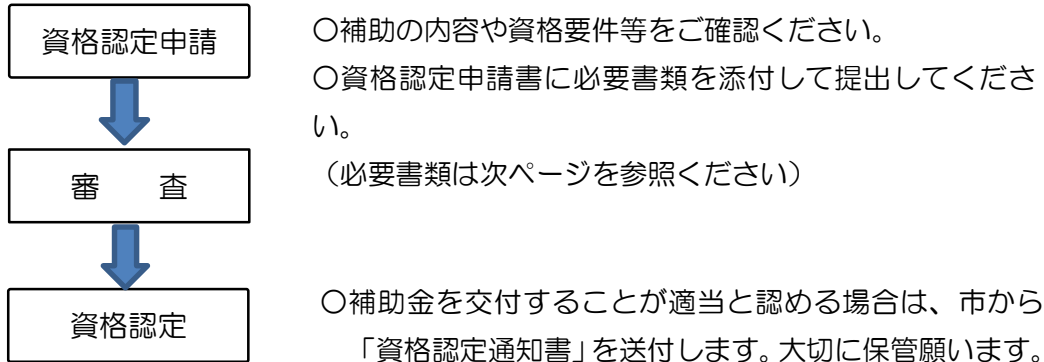 資格認定申請
〇補助の内容や資格要件等をご確認ください。
〇資格認定申請書に必要書類を添付して提出してくださ
い。
（必要書類は次ページを参照ください）
審　　査
資格認定
〇補助金を交付することが適当と認める場合は、市から
「資格認定通知書」を送付します。大切に保管願います。